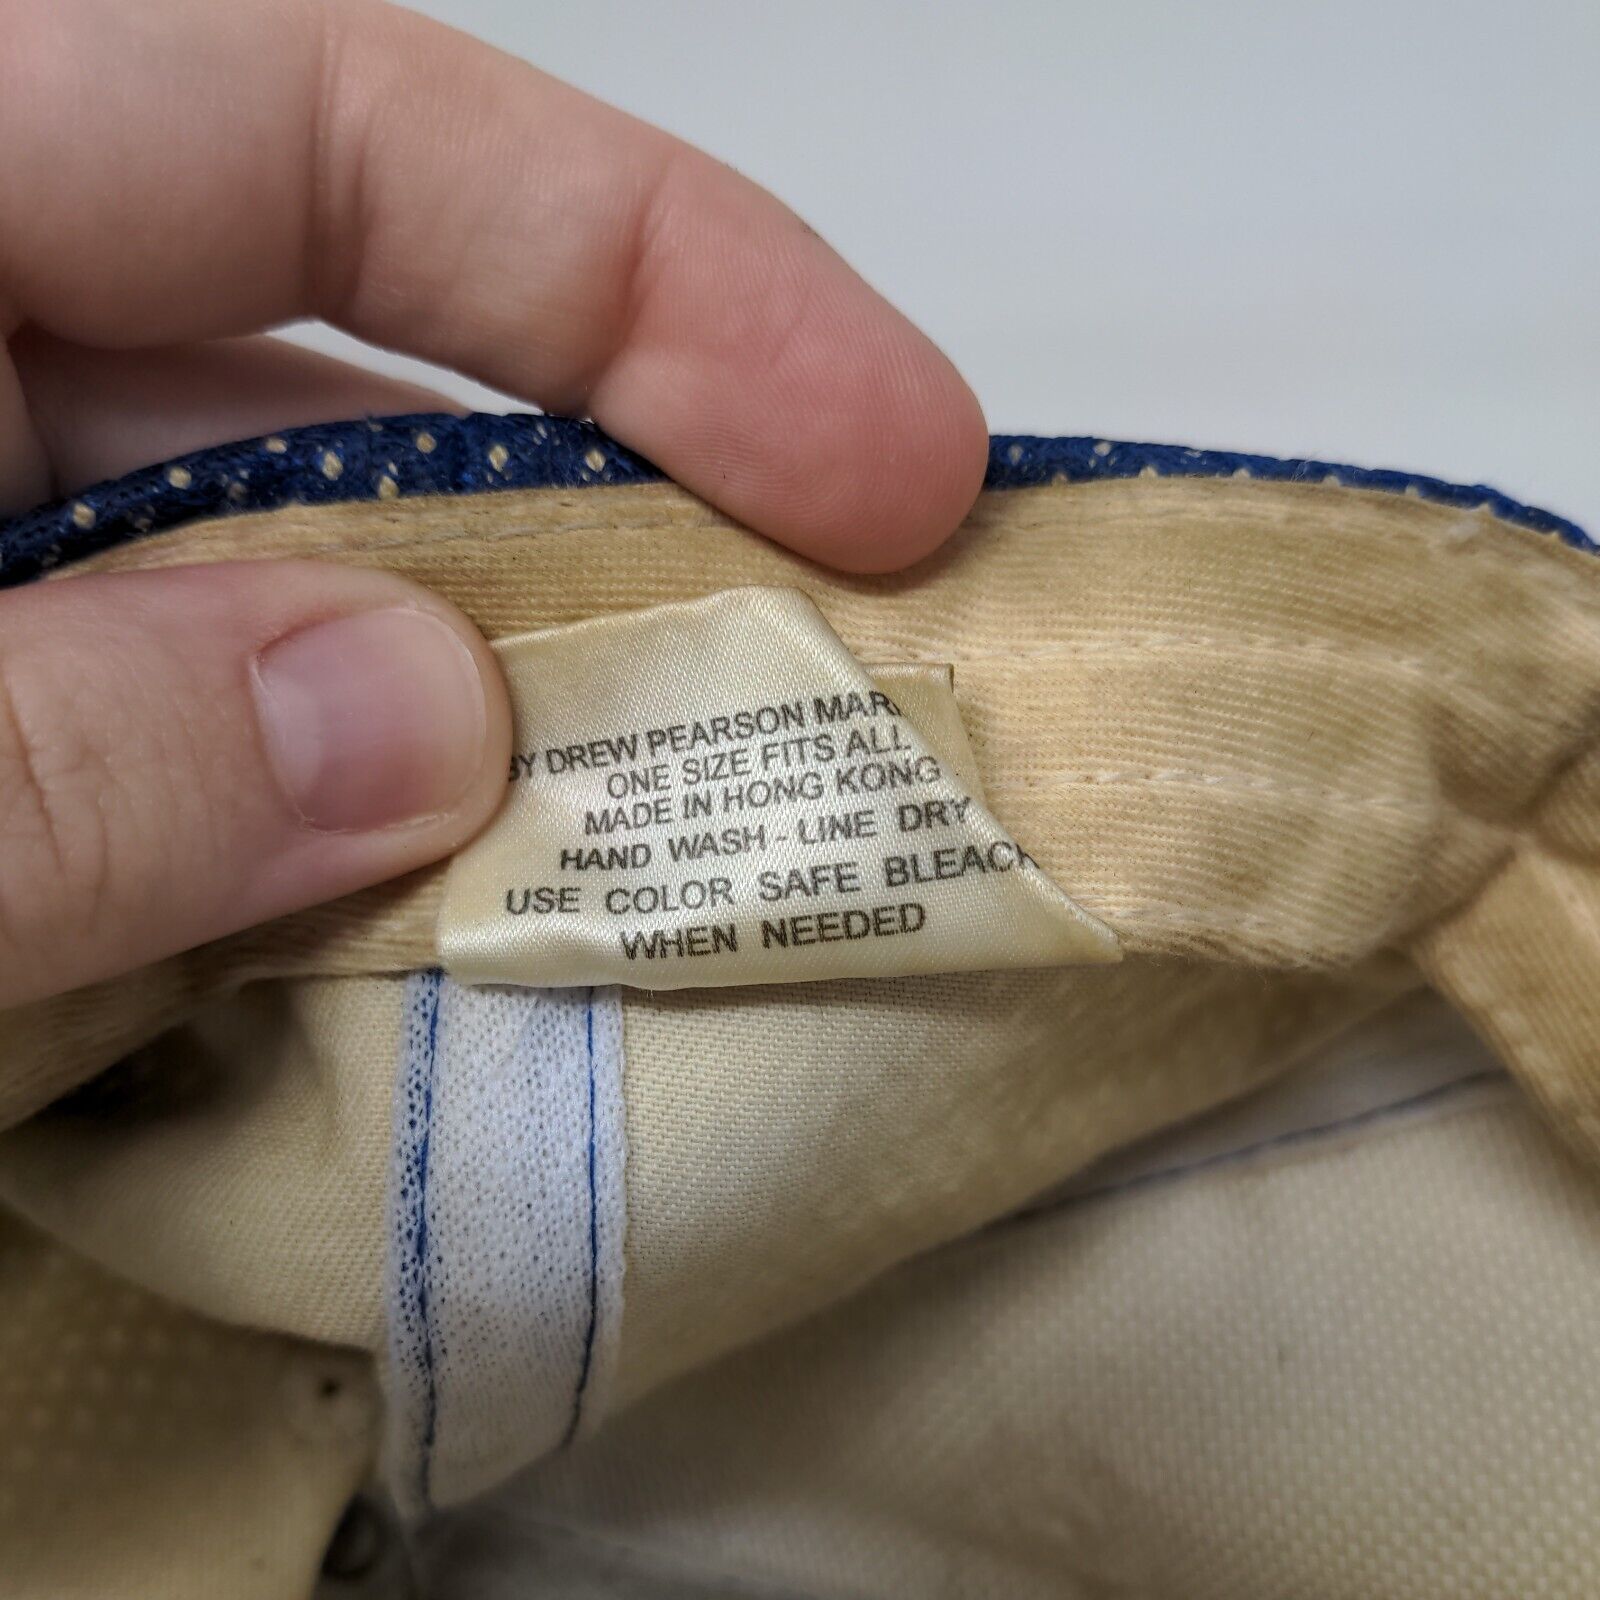 BY DREW PEARSON MAR
ONE SIZE FITS ALL
MADE IN HONG KONG
HAND WASH - LINE DRY
USE COLOR SAFE BLEACH
WHEN NEEDED